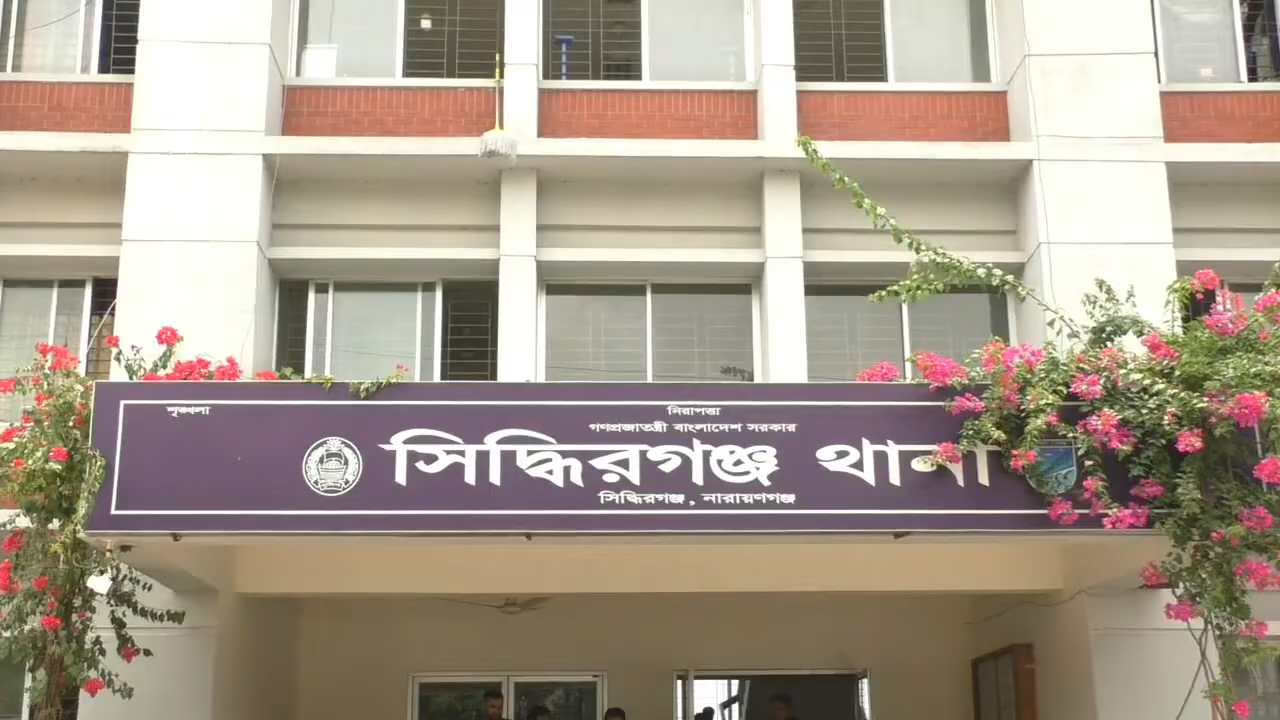 শৃঙ্খলা
নিরাপত্তা
গণপ্রজাতন্ত্রী বাংলাদেশ সরকার
সিদ্ধিরগঞ্জ থানা
সিদ্ধিরগঞ্জ, নারায়ণগঞ্জ